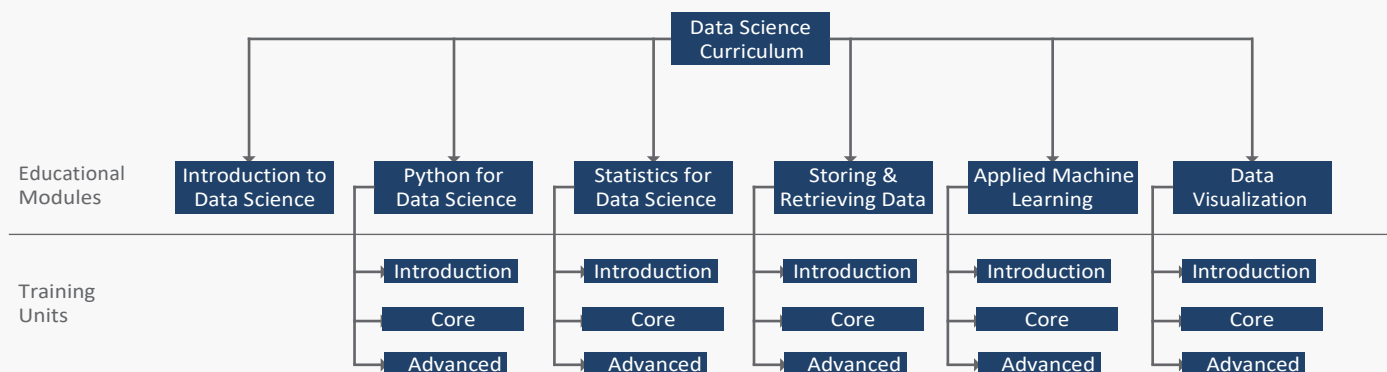 Data Science
Curriculum
Educational
Modules
Introduction to
Data Science
Python for
Data Science
Statistics for
Data Science
Storing &
Retrieving Data
Applied Machine
Learning
Data
Visualization
Training
Units
Introduction
Introduction
Introduction
Introduction
Introduction
Core
Core
Core
Core
Core
Advanced
Advanced
Advanced
Advanced
Advanced